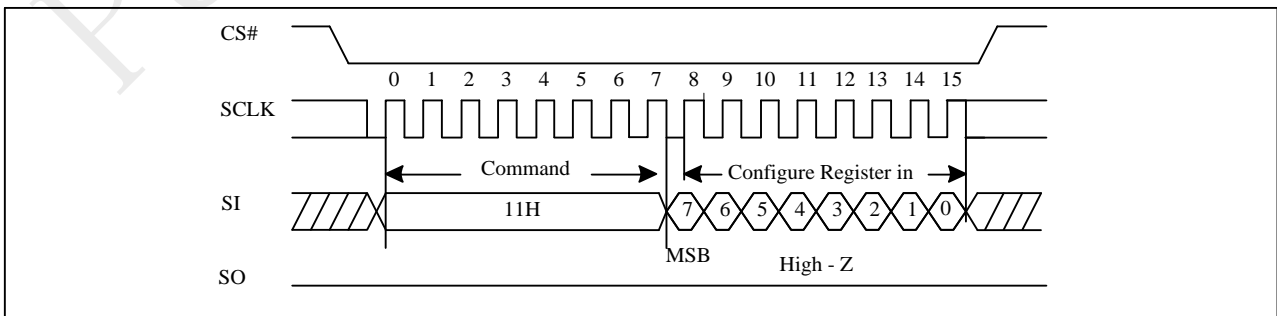 CS#
0 1 2 3 4 5 6 7 8 9 10 11 12 13 14 15
SCLK
Command Configure Register in
SI
11H 7 6 5 4 3 2 1 0
MSB High - Z
SO